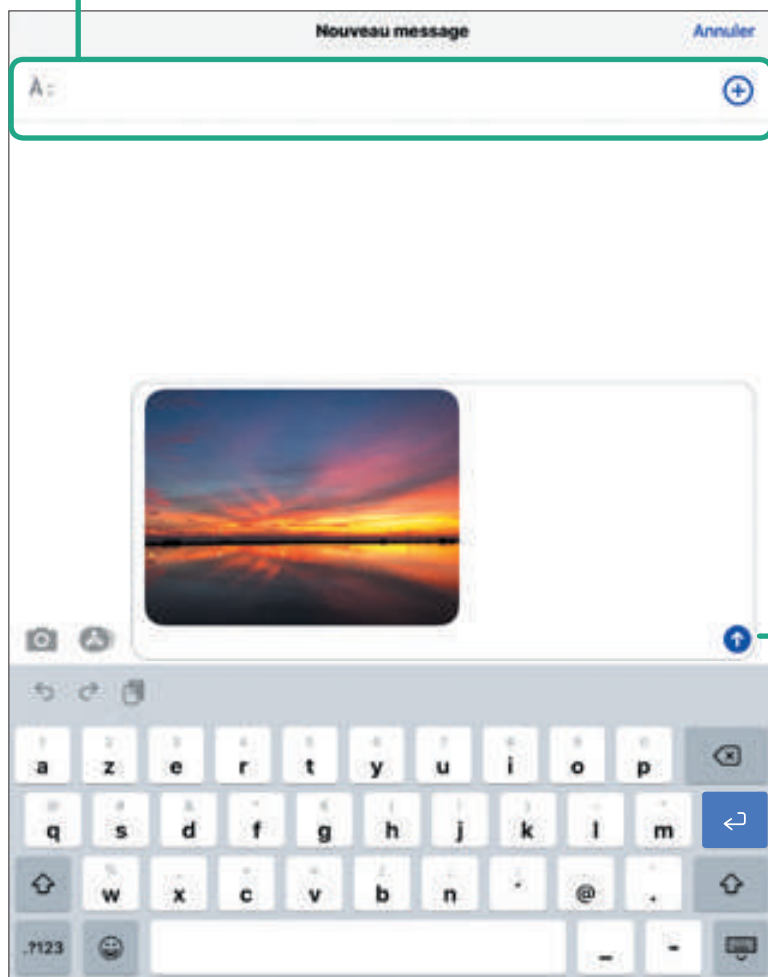 Nouveau message Annuler
À :
a z e r t y u i o p
q s d f g h j k l m
w x c v b n ' @ .
.?123 _ -